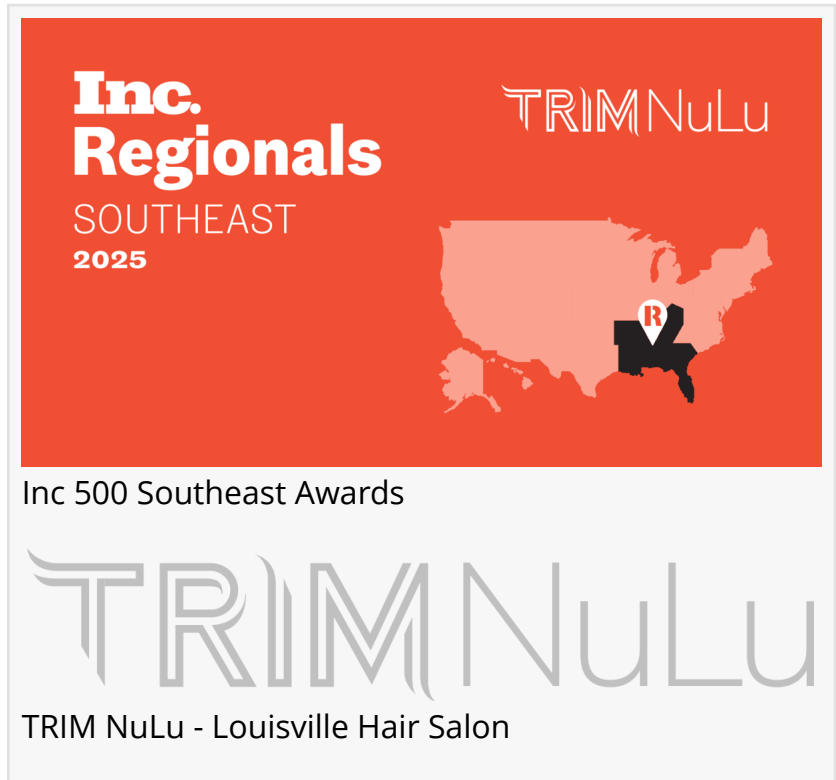 Inc.
Regionals
SOUTHEAST
2025
TRIM NuLu
R
Inc 500 Southeast Awards
TRIM NuLu
TRIM NuLu - Louisville Hair Salon